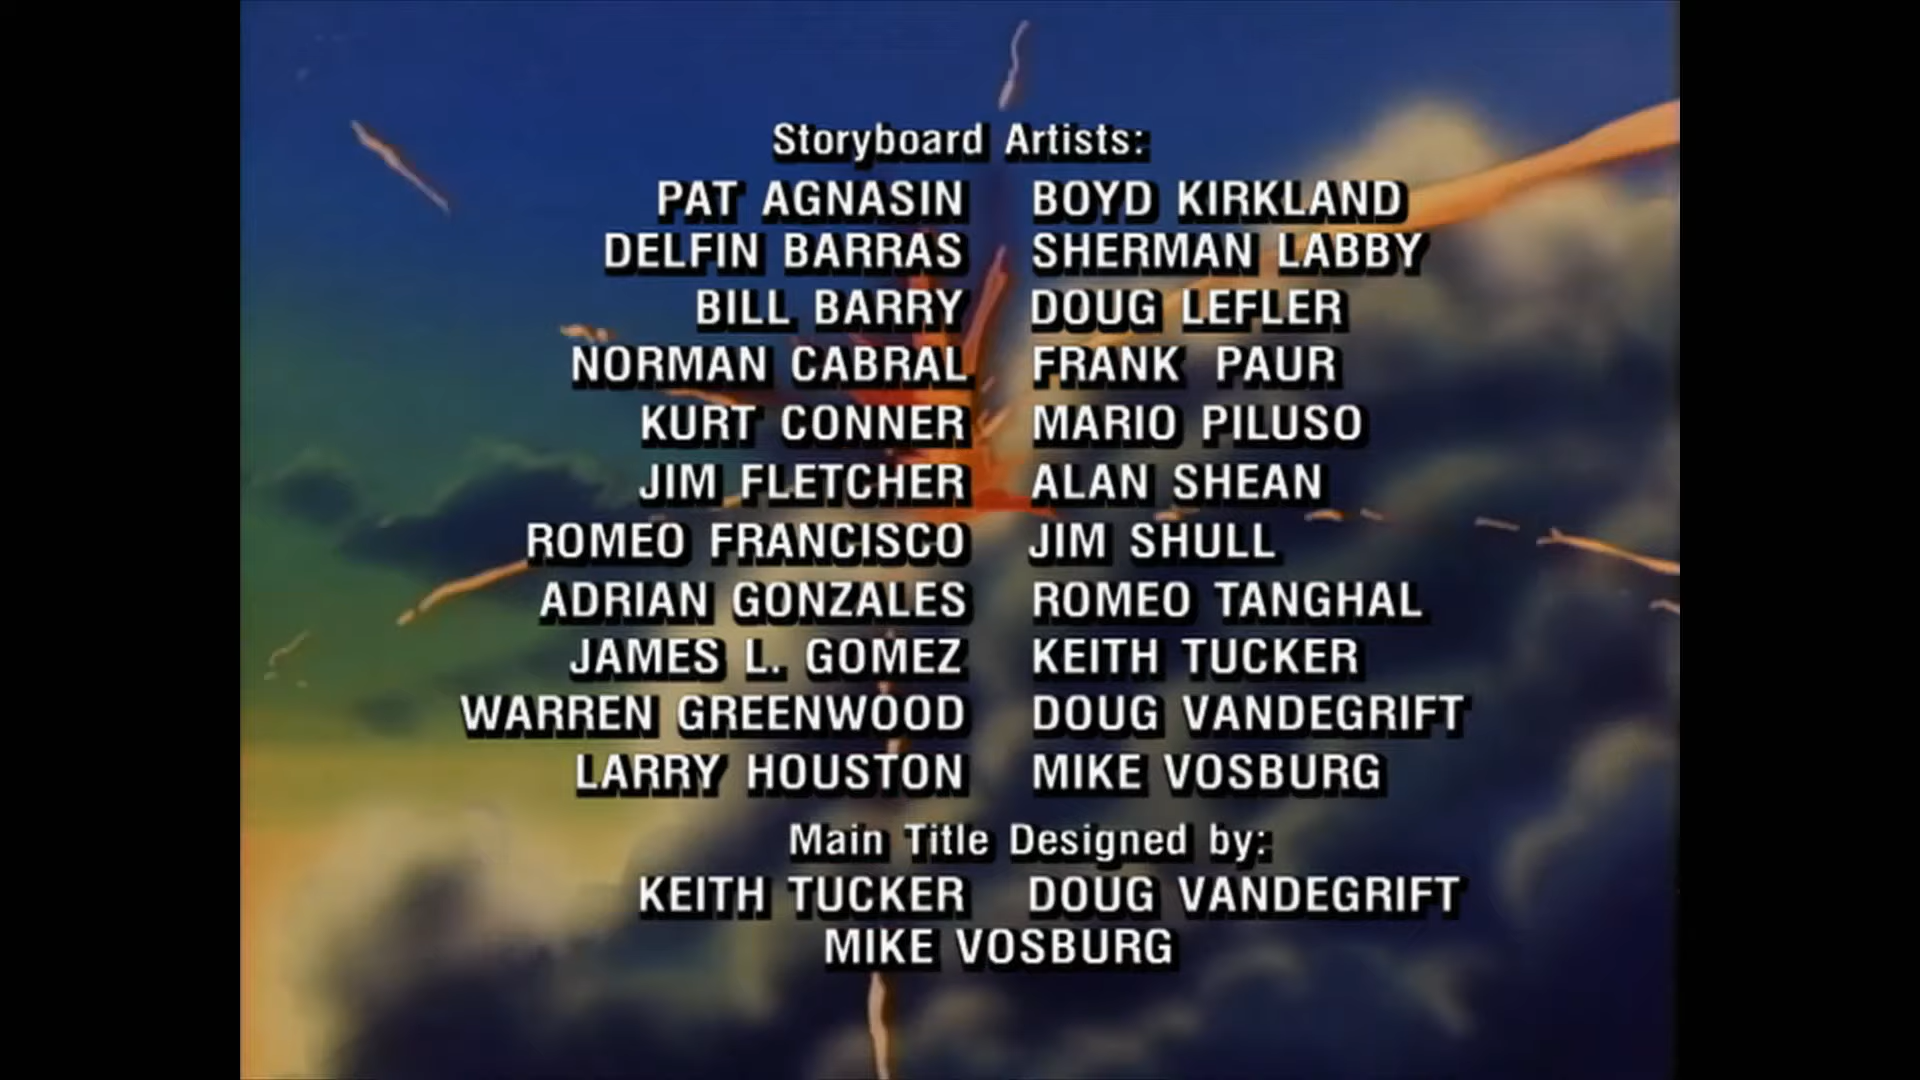 Storyboard Artists:
PAT AGNASIN BOYD KIRKLAND
DELFIN BARRAS SHERMAN LABBY
BILL BARRY DOUG LEFLER
NORMAN CABRAL FRANK PAUR
KURT CONNER MARIO PILUSO
JIM FLETCHER ALAN SHEAN
ROMEO FRANCISCO JIM SHULL
ADRIAN GONZALES ROMEO TANGHAL
JAMES L. GOMEZ KEITH TUCKER
WARREN GREENWOOD DOUG VANDEGRIFT
LARRY HOUSTON MIKE VOSBURG
Main Title Designed by:
KEITH TUCKER DOUG VANDEGRIFT
MIKE VOSBURG